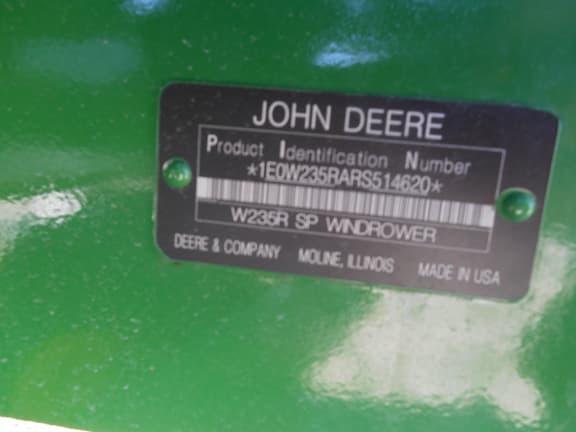 JOHN DEERE
Product Identification Number
*1E0W235RARS514620*
W235R SP WINDROWER
DEERE & COMPANY MOLINE, ILLINOIS MADE IN USA